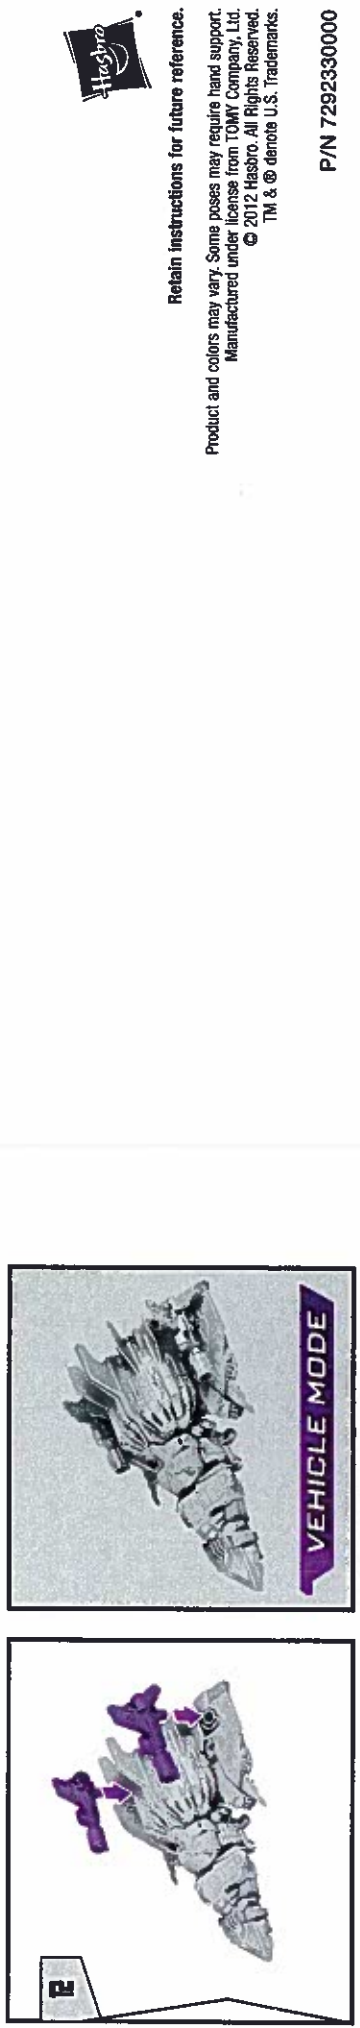 12
VEHICLE MODE
Hasbro
Retain instructions for future reference.
Product and colors may vary. Some poses may require hand support.
Manufactured under license from TOMY Company, Ltd.
© 2012 Hasbro. All Rights Reserved.
TM & ® denote U.S. Trademarks.
P/N 7292330000